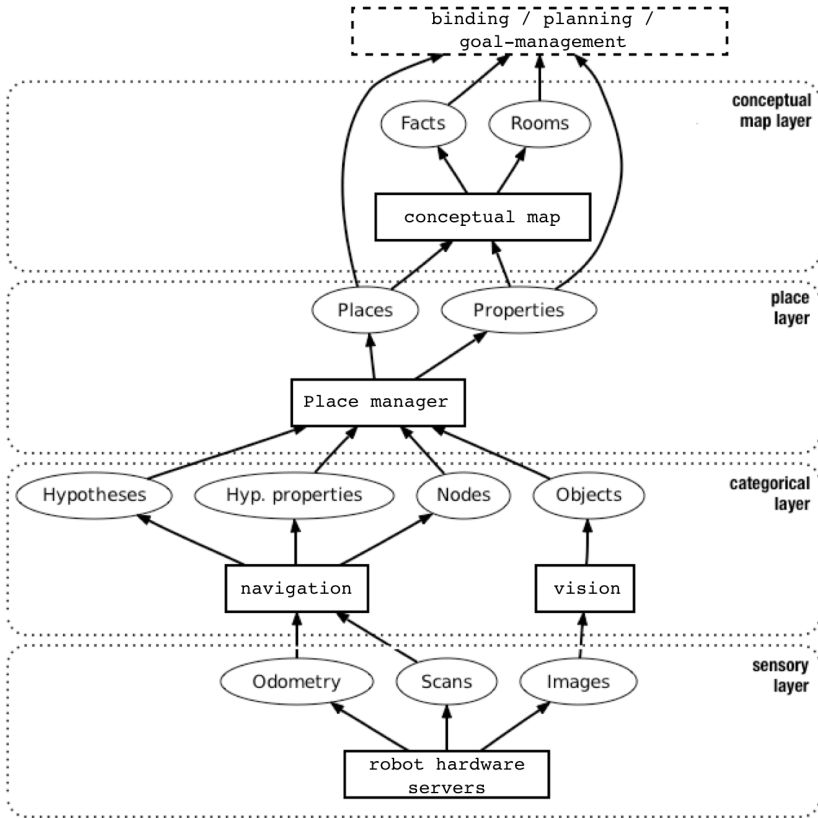 binding / planning /
goal-management
conceptual
map layer
Facts
Rooms
conceptual map
place
layer
Places
Properties
Place manager
categorical
layer
Hypotheses
Hyp. properties
Nodes
Objects
navigation
vision
sensory
layer
Odometry
Scans
Images
robot hardware
servers